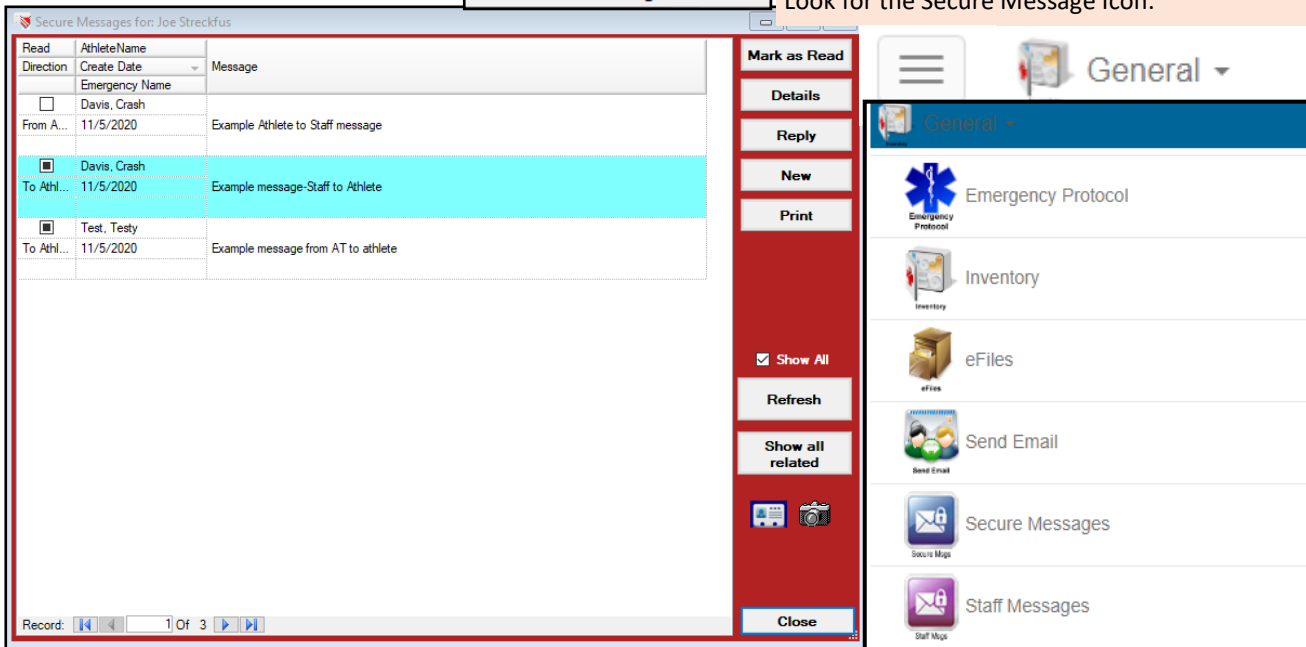 Look for the Secure Message icon.
Secure Messages for: Joe Streckfus
Read AthleteName
Direction Create Date Message
Emergency Name
Davis, Crash
From A... 11/5/2020 Example Athlete to Staff message
Davis, Crash
To Athl... 11/5/2020 Example message-Staff to Athlete
Test, Testy
To Athl... 11/5/2020 Example message from AT to athlete
Record: 1 Of 3
Mark as Read
Details
Reply
New
Print
Show All
Refresh
Show all
related
Close
General
General
Inventory
Emergency Protocol
Emergency
Protocol
Inventory
Inventory
eFiles
eFiles
Send Email
Send Email
Secure Messages
Secure Msgs
Staff Messages
Staff Msgs